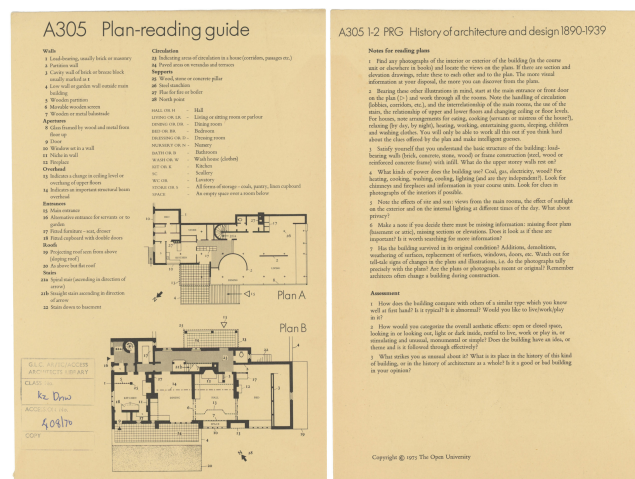 A305 Plan-reading guide
Walls
1 Load-bearing, usually brick or masonry
2 Partition wall
3 Cavity wall of brick or breeze block
usually marked as 1
4 Low wall or garden wall outside main
building
5 Wooden partitions
6 Movable wooden screen
7 Wooden or metal balustrade
Apertures
8 Glass framed by wood and metal from
floor up
9 Door
10 Window set in a wall
11 Niche in wall
12 Fireplace
Overhead
13 Indicates a change in ceiling level or
overhang of upper floors
14 Indicates an important structural beam
overhead
Entrances
15 Main entrance
16 Alternative entrance for servants or to
garden
17 Fitted furniture – seat, drawer
18 Fitted cupboard with double doors
Roofs
19 Projecting roof seen from above
(sloping roof)
20 As above but flat roof
Stairs
21a Spiral stair (ascending in direction of
arrow)
21b Straight stairs ascending in direction
of arrow
22 Stairs down to basement
Circulation
23 Indicating areas of circulation in a house (corridors, passages etc.)
24 Paved areas on verandas and terraces
Supports
25 Wood, stone or concrete pillar
26 Steel stanchion
27 Flue for fire or boiler
28 North point
HALL OR H - Hall
LIVING OR LR - Living or sitting room or parlour
DINING OR DR - Dining room
BED OR BR - Bedroom
DRESSING OR D - Dressing room
NURSERY OR N - Nursery
BATH OR B - Bathroom
WASH OR W - Wash house (clothes)
KIT OR K - Kitchen
SC - Scullery
WC LAV - Lavatory
STORE OR S - All forms of storage – coals, pantry, linen cupboard
SPACE - An empty space over a room below
Plan A
Plan B
CLASS No.
kz Draw
408/70
COPY
A305 1-2 PRG History of architecture and design 1890-1939
Notes for reading plans
1 Find any photographs of the interior or exterior of the building (in the course
unit or elsewhere in books) and locate the views on the plans. If there are section and
elevation drawings, relate these to each other and to the plan. The more visual
information at your disposal, the more you can discover from the plans.
2 Bearing these other illustrations in mind, start at the main entrance or front door
on the plan (▷) and work through all the rooms. Note the handling of circulation
(lobbies, corridors, etc.), and the interrelationship of the main rooms, the use of the
stairs, the relationship of upper and lower floors and changing ceiling or floor levels.
For houses, note arrangements for eating, cooking (servants or mistress of the house?),
relaxing (by day, by night), heating, working, entertaining guests, sleeping, children
and washing clothes. You will only be able to work all this out if you think hard
about the clues offered by the plan and make intelligent guesses.
3 Satisfy yourself that you understand the basic structure of the building: load-
bearing walls (brick, concrete, stone, wood) or frame construction (steel, wood or
reinforced concrete frame) with infill. What do the upper storey walls rest on?
4 What kinds of power does the building use? Coal, gas, electricity, wood? For
heating, cooking, washing, cooling, lighting (and are they independent?). Look for
chimneys and fireplaces and information in your course units. Look for clues in
photographs of the interior if possible.
5 Note the effects of site and sun: views from the main rooms, the effect of sunlight
on the exterior and on the internal lighting at different times of the day. What about
privacy?
6 Make a note if you decide there must be missing information: missing floor plans
(basement or attic), missing sections or elevations. Does it look as if these are
important? Is it worth searching for more information?
7 Has the building survived in its original condition? Additions, demolitions,
weathering of surfaces, replacement of surfaces, windows, doors, etc. Watch out for
tell-tale signs of changes in the plans and illustrations, i.e. do the photographs tally
precisely with the plans? Are the plans or photographs recent or original? Remember
architects often change a building during construction.
Assessment
1 How does the building compare with others of a similar type which you know
well at first hand? Is it typical? Is it abnormal? Would you like to live/work/play
in it?
2 How would you categorise the overall aesthetic effects: open or closed space,
looking in or looking out, light or dark inside, restful to live, work or play in, or
stimulating and unusual, monumental or simple? Does the building have an idea, or
theme and is it followed through effectively?
3 What strikes you as unusual about it? What is its place in the history of this kind
of building, or in the history of architecture as a whole? Is it a good or bad building
in your opinion?
Copyright © 1975 The Open University